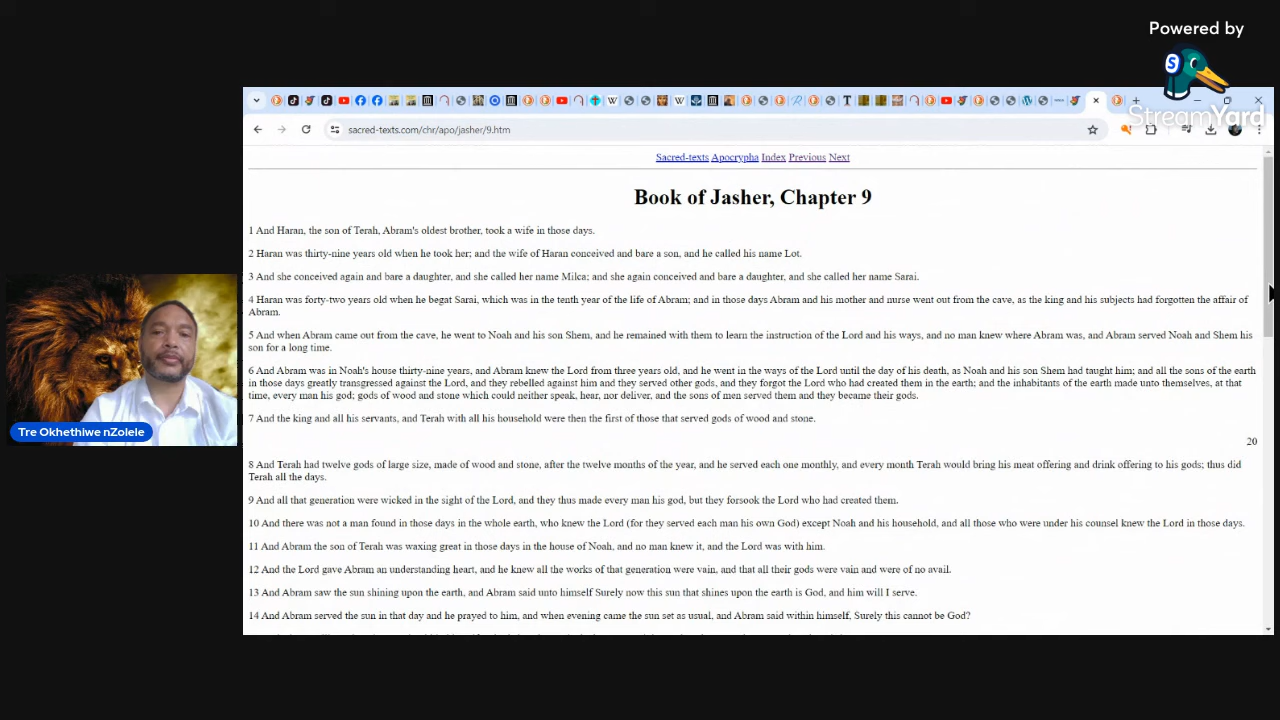 Powered by
StreamYard
sacred-texts.com/chr/apo/jasher/9.htm
Sacred-texts Apocrypha Index Previous Next
Book of Jasher, Chapter 9
1 And Haran, the son of Terah, Abram's oldest brother, took a wife in those days.
2 Haran was thirty-nine years old when he took her; and the wife of Haran conceived and bare a son, and he called his name Lot.
3 And she conceived again and bare a daughter, and she called her name Milca; and she again conceived and bare a daughter, and she called her name Sarai.
4 Haran was forty-two years old when he begat Sarai, which was in the tenth year of the life of Abram; and in those days Abram and his mother and nurse went out from the cave, as the king and his subjects had forgotten the affair of
Abram.
5 And when Abram came out from the cave, he went to Noah and his son Shem, and he remained with them to learn the instruction of the Lord and his ways, and no man knew where Abram was, and Abram served Noah and Shem his
son for a long time.
6 And Abram was in Noah's house thirty-nine years, and Abram knew the Lord from three years old, and he went in the ways of the Lord until the day of his death, as Noah and his son Shem had taught him; and all the sons of the earth
in those days greatly transgressed against the Lord, and they rebelled against him and they served other gods, and they forgot the Lord who had created them in the earth; and the inhabitants of the earth made unto themselves, at that
time, every man his god; gods of wood and stone which could neither speak, hear, nor deliver, and the sons of men served them and they became their gods.
7 And the king and all his servants, and Terah with all his household were then the first of those that served gods of wood and stone.
20
8 And Terah had twelve gods of large size, made of wood and stone, after the twelve months of the year, and he served each one monthly, and every month Terah would bring his meat offering and drink offering to his gods; thus did
Terah all the days.
9 And all that generation were wicked in the sight of the Lord, and they thus made every man his god, but they forsook the Lord who had created them.
10 And there was not a man found in those days in the whole earth, who knew the Lord (for they served each man his own God) except Noah and his household, and all those who were under his counsel knew the Lord in those days.
11 And Abram the son of Terah was waxing great in those days in the house of Noah, and no man knew it, and the Lord was with him.
12 And the Lord gave Abram an understanding heart, and he knew all the works of that generation were vain, and that all their gods were vain and were of no avail.
13 And Abram saw the sun shining upon the earth, and Abram said unto himself Surely now this sun that shines upon the earth is God, and him will I serve.
14 And Abram served the sun in that day and he prayed to him, and when evening came the sun set as usual, and Abram said within himself, Surely this cannot be God?
Tre Okhethiwe nZolele